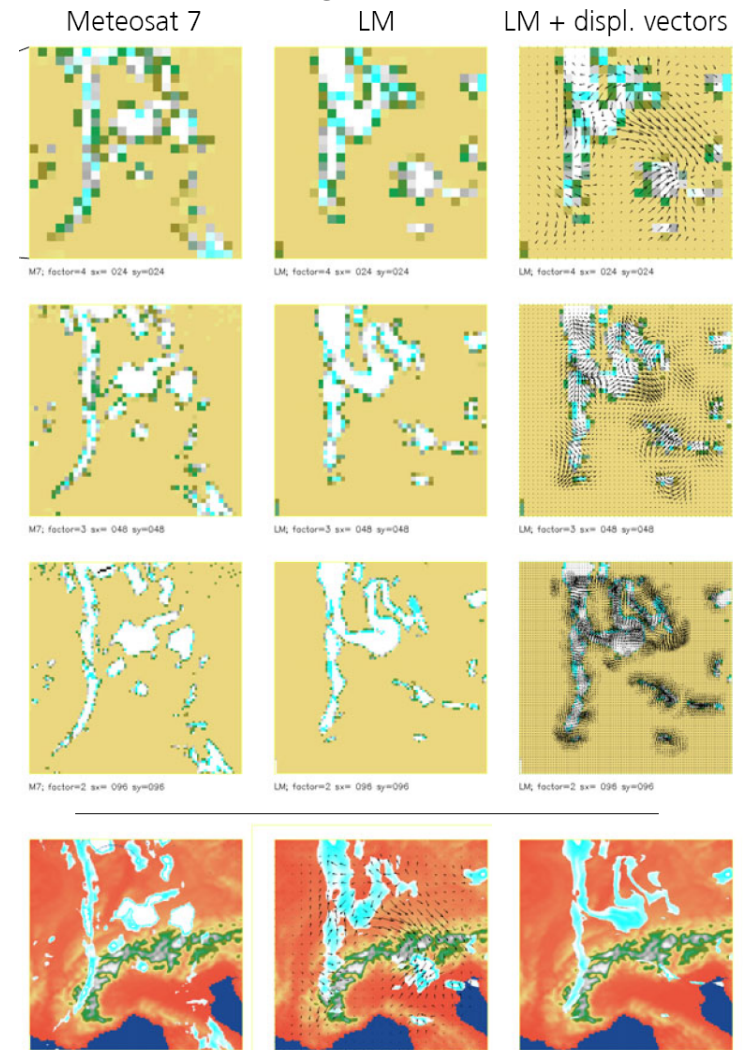 Meteosat 7 LM LM + displ. vectors
M7; factor=4 sx= 024 sy=024 LM; factor=4 sx= 024 sy=024 LM; factor=4 sx= 024 sy=024
M7; factor=3 sx= 048 sy=048 LM; factor=3 sx= 048 sy=048 LM; factor=3 sx= 048 sy=048
M7; factor=2 sx= 096 sy=096 LM; factor=2 sx= 096 sy=096 LM; factor=2 sx= 096 sy=096